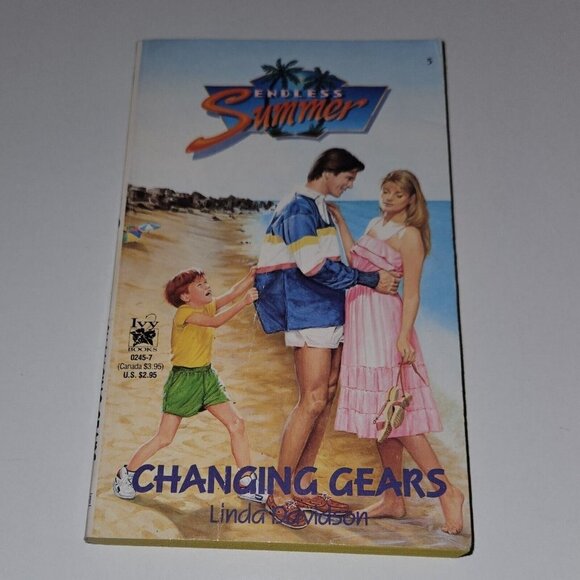 5
ENDLESS
Summer
Ivy
BOOKS
0245-7
(Canada $3.95)
U.S. $2.95
CHANGING GEARS
Linda Davidson